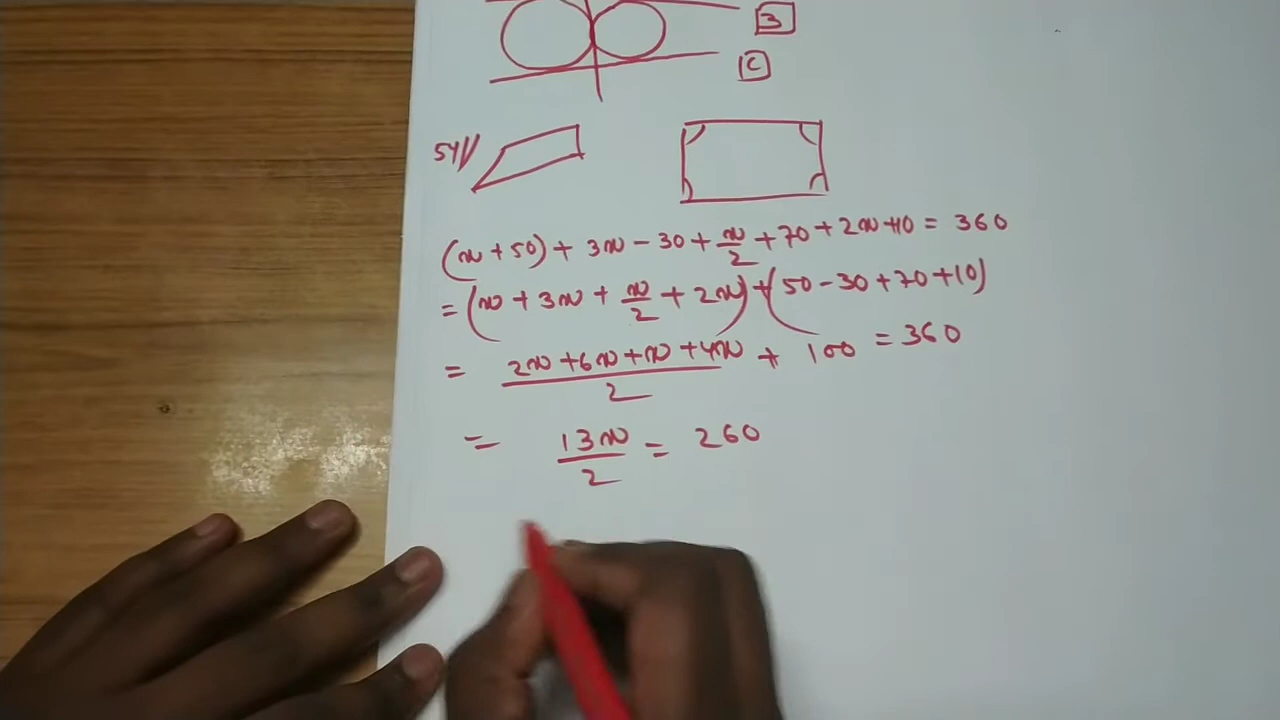 B
C
54//
(x + 50) + 3x - 30 + x/2 + 70 + 2x + 10 = 360
= (x + 3x + x/2 + 2x) + (50 - 30 + 70 + 10)
= 2x + 6x + x + 4x/2 + 100 = 360
= 13x/2 = 260